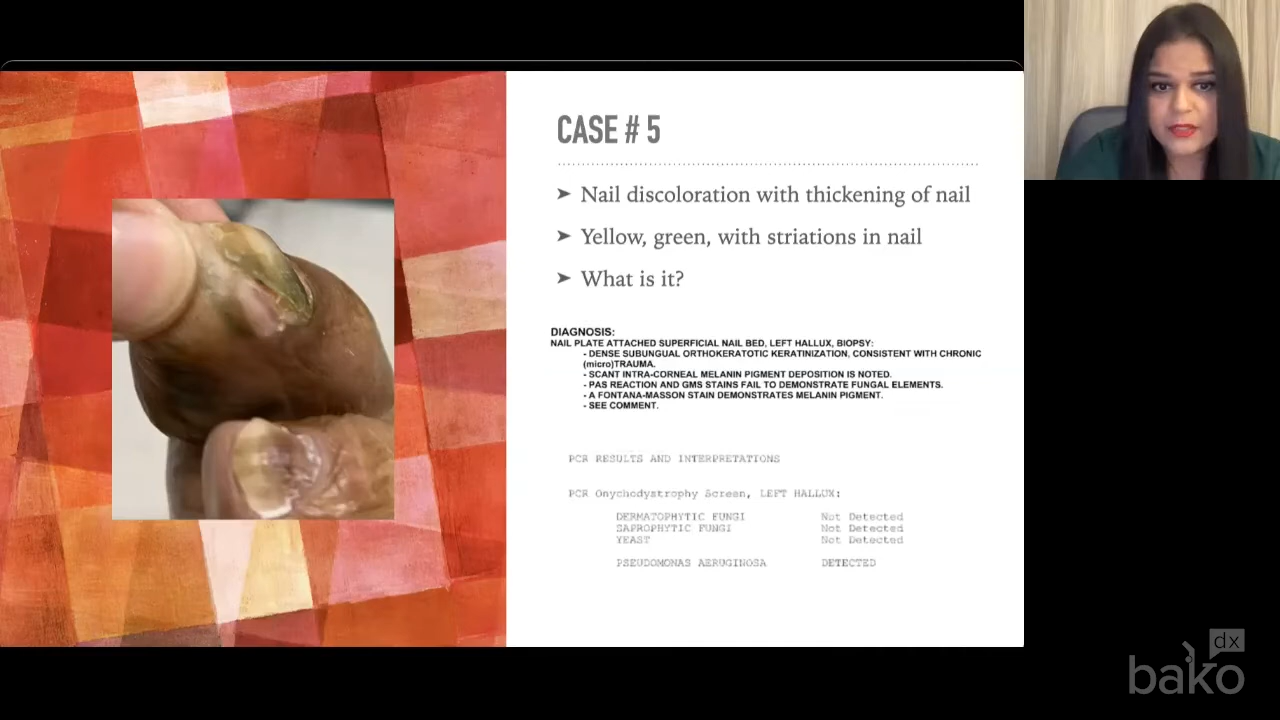 CASE # 5
➤ Nail discoloration with thickening of nail
➤ Yellow, green, with striations in nail
➤ What is it?
DIAGNOSIS:
NAIL PLATE ATTACHED SUPERFICIAL NAIL BED, LEFT HALLUX, BIOPSY:
- DENSE SUBUNGUAL ORTHOKERATOTIC KERATINIZATION, CONSISTENT WITH CHRONIC
(micro)TRAUMA.
- SCANT INTRA-CORNEAL MELANIN PIGMENT DEPOSITION IS NOTED.
- PAS REACTION AND GMS STAINS FAIL TO DEMONSTRATE FUNGAL ELEMENTS.
- A FONTANA-MASSON STAIN DEMONSTRATES MELANIN PIGMENT.
- SEE COMMENT.
PCR RESULTS AND INTERPRETATIONS
PCR Onychodystrophy Screen, LEFT HALLUX:
DERMATOPHYTIC FUNGI Not Detected
SAPROPHYTIC FUNGI Not Detected
YEAST Not Detected
PSEUDOMONAS AERUGINOSA DETECTED
dx
bako